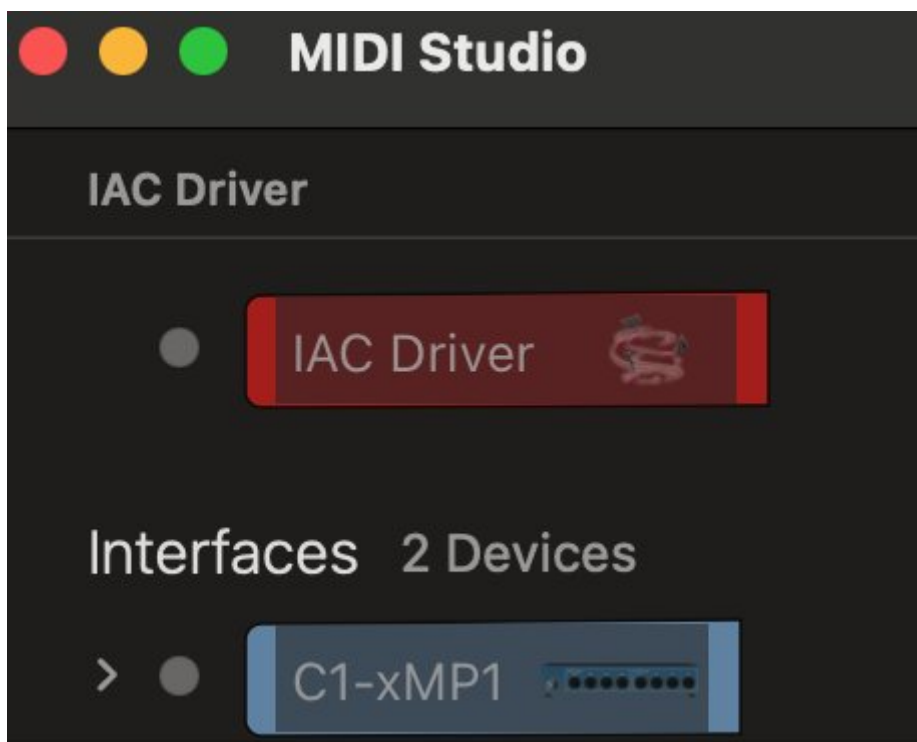 MIDI Studio
IAC Driver
IAC Driver
Interfaces 2 Devices
C1-xMP1